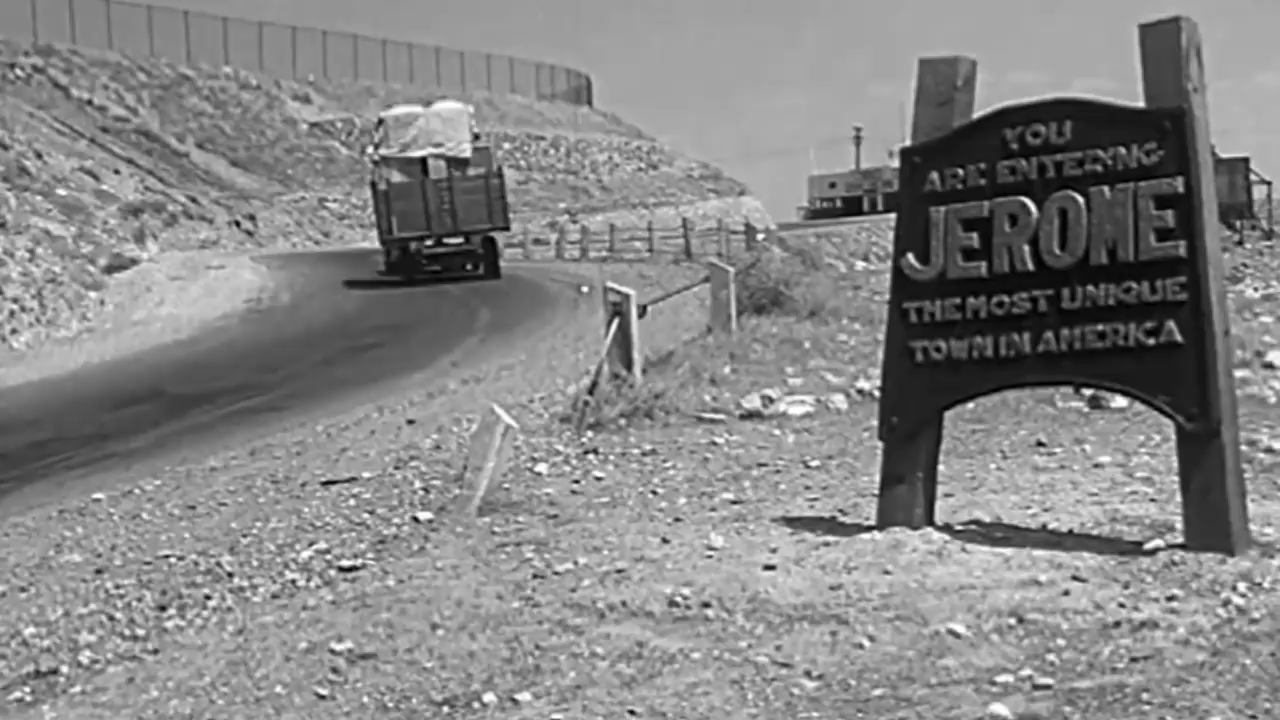 YOU
ARE ENTERING
JEROME
THE MOST UNIQUE
TOWN IN AMERICA